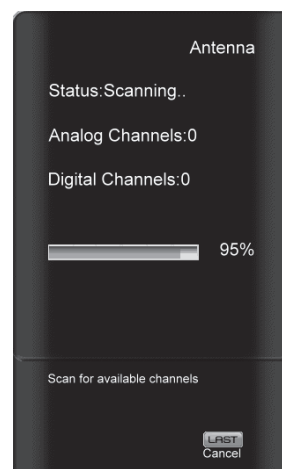 Antenna
Status:Scanning..
Analog Channels:0
Digital Channels:0
95%
Scan for available channels
LAST
Cancel